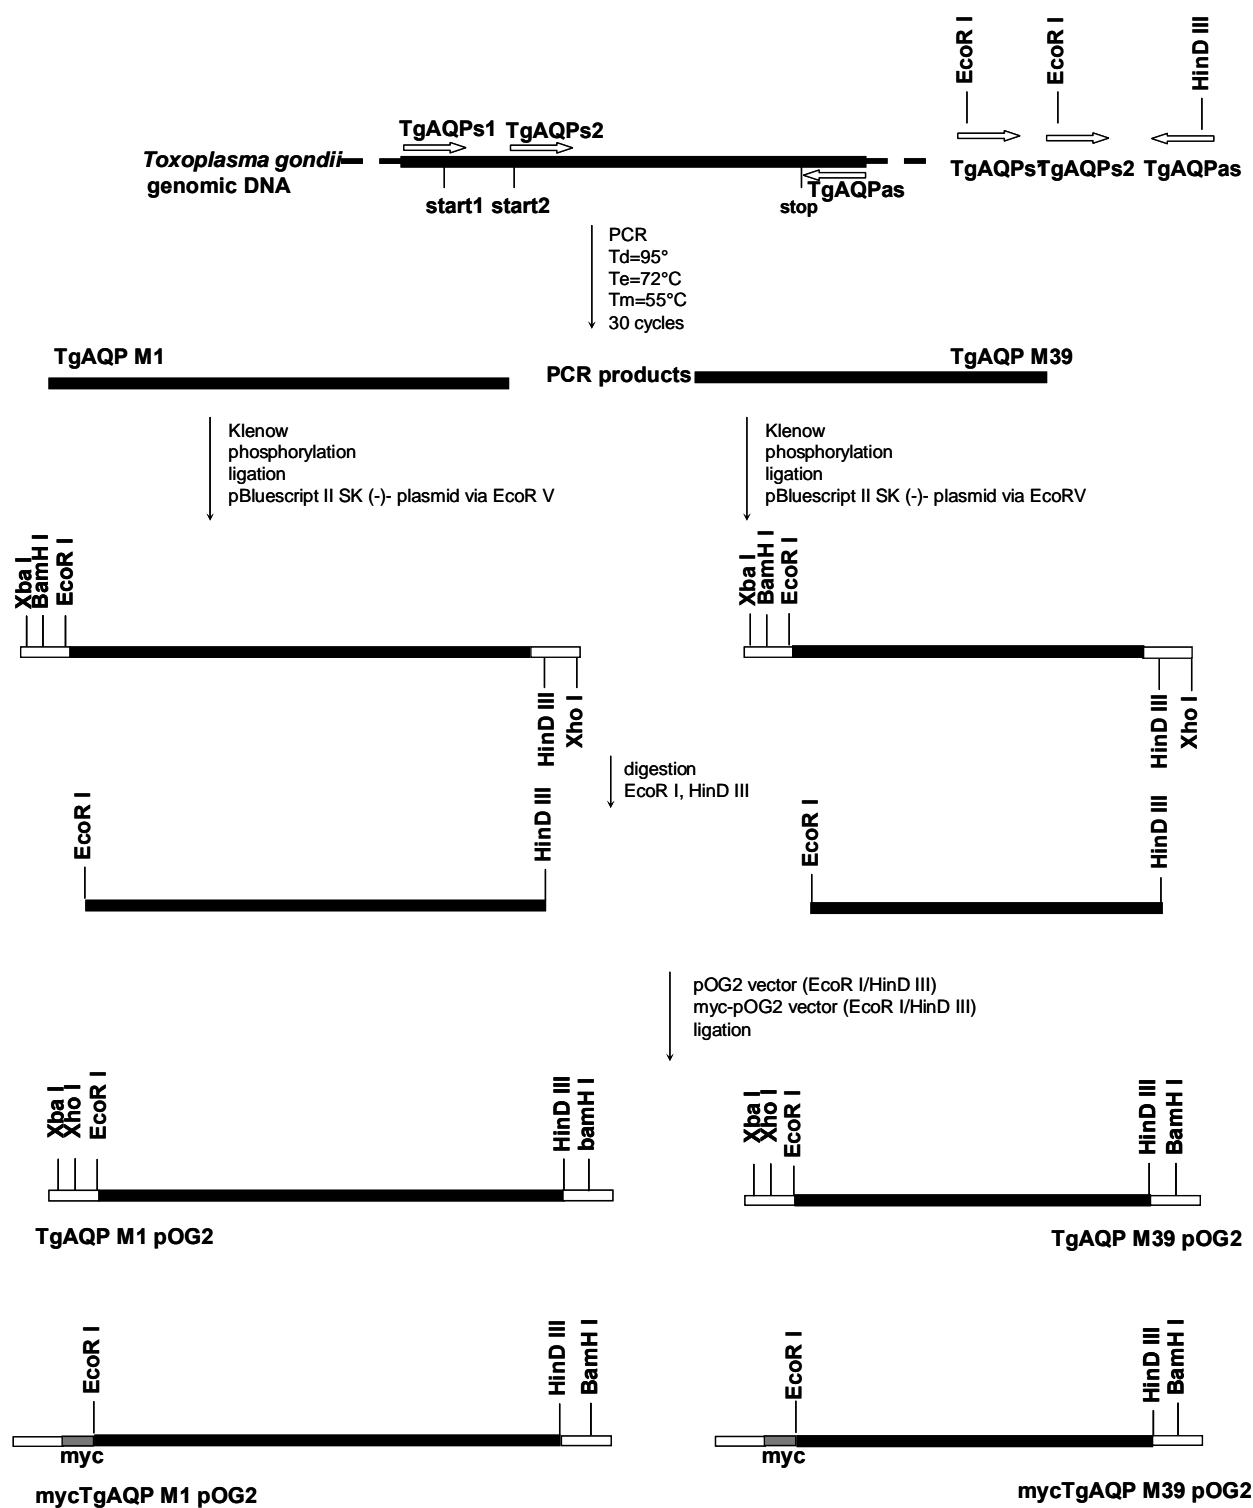 EcoR I
EcoR I
HinD III
TgAQPs1
TgAQPs2
Toxoplasma gondii
genomic DNA
start1
start2
stop
TgAQPas
TgAQPs1
TgAQPs2
TgAQPas
PCR
Td=95°
Te=72°C
Tm=55°C
30 cycles
TgAQP M1
PCR products
TgAQP M39
Klenow
phosphorylation
ligation
pBluescript II SK (-)- plasmid via EcoR V
Klenow
phosphorylation
ligation
pBluescript II SK (-)- plasmid via EcoRV
Xba I
BamH I
EcoR I
HinD III
Xho I
Xba I
BamH I
EcoR I
HinD III
Xho I
digestion
EcoR I, HinD III
EcoR I
HinD III
EcoR I
HinD III
pOG2 vector (EcoR I/HinD III)
myc-pOG2 vector (EcoR I/HinD III)
ligation
Xba I
Xho I
EcoR I
HinD III
bamH I
TgAQP M1 pOG2
Xba I
Xho I
EcoR I
HinD III
BamH I
TgAQP M39 pOG2
EcoR I
HinD III
BamH I
myc
mycTgAQP M1 pOG2
EcoR I
HinD III
BamH I
myc
mycTgAQP M39 pOG2